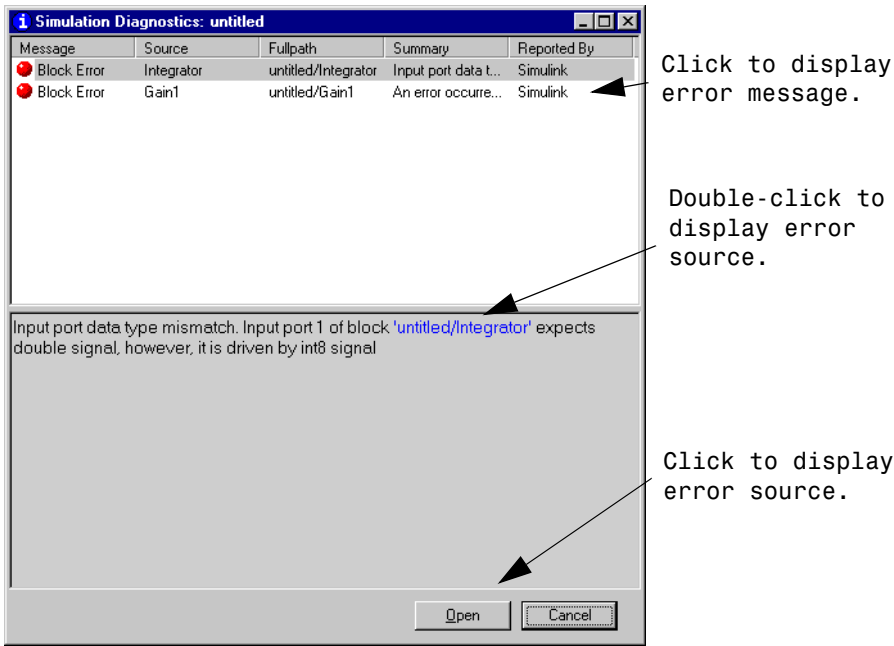 Simulation Diagnostics: untitled
Message Source Fullpath Summary Reported By
Block Error Integrator untitled/Integrator Input port data t... Simulink
Block Error Gain1 untitled/Gain1 An error occurre... Simulink
Click to display
error message.
Double-click to
display error
source.
Input port data type mismatch. Input port 1 of block 'untitled/Integrator' expects
double signal, however, it is driven by int8 signal
Click to display
error source.
Open Cancel